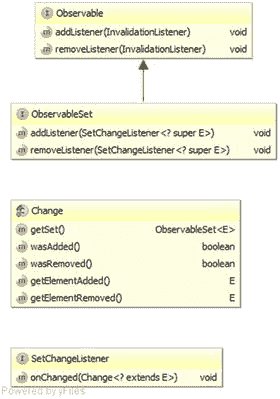 Observable
addListener(InvalidationListener) void
removeListener(InvalidationListener) void
ObservableSet
addListener(SetChangeListener<? super E>) void
removeListener(SetChangeListener<? super E>) void
Change
getSet() ObservableSet<E>
wasAdded() boolean
wasRemoved() boolean
getElementAdded() E
getElementRemoved() E
SetChangeListener
onChanged(Change<? extends E>) void
Powered by yFiles